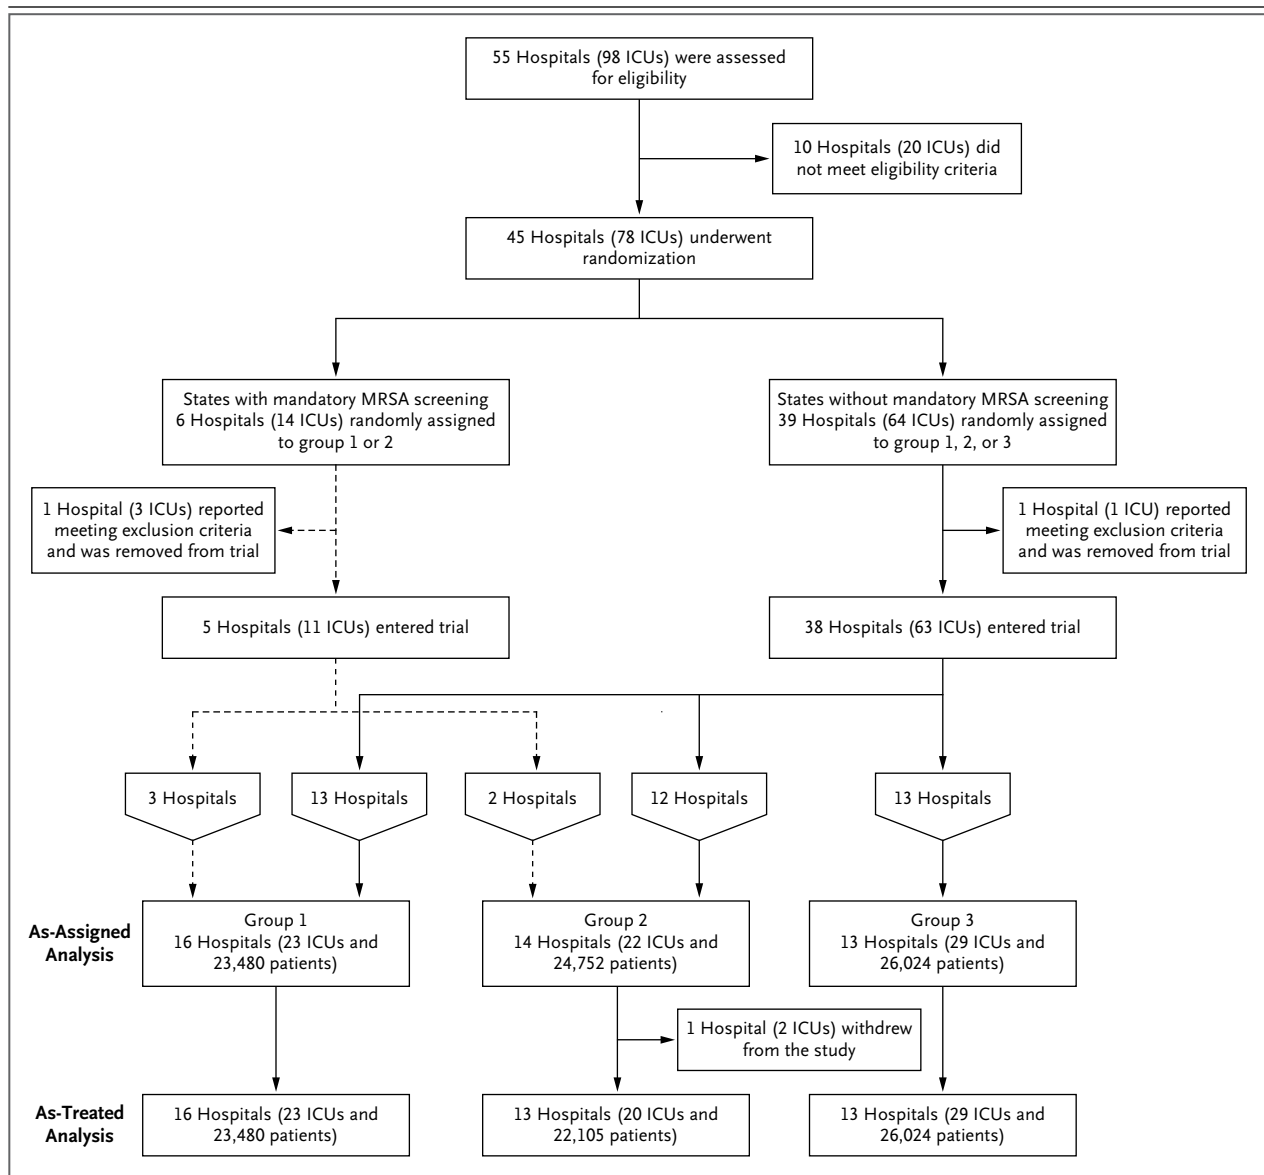 55 Hospitals (98 ICUs) were assessed
for eligibility
10 Hospitals (20 ICUs) did
not meet eligibility criteria
45 Hospitals (78 ICUs) underwent
randomization
States with mandatory MRSA screening
6 Hospitals (14 ICUs) randomly assigned
to group 1 or 2
States without mandatory MRSA screening
39 Hospitals (64 ICUs) randomly assigned
to group 1, 2, or 3
1 Hospital (3 ICUs) reported
meeting exclusion criteria
and was removed from trial
1 Hospital (1 ICU) reported
meeting exclusion criteria
and was removed from trial
5 Hospitals (11 ICUs) entered trial
38 Hospitals (63 ICUs) entered trial
3 Hospitals
13 Hospitals
2 Hospitals
12 Hospitals
13 Hospitals
As-Assigned
Analysis
Group 1
16 Hospitals (23 ICUs and
23,480 patients)
Group 2
14 Hospitals (22 ICUs and
24,752 patients)
Group 3
13 Hospitals (29 ICUs and
26,024 patients)
1 Hospital (2 ICUs) withdrew
from the study
As-Treated
Analysis
16 Hospitals (23 ICUs and
23,480 patients)
13 Hospitals (20 ICUs and
22,105 patients)
13 Hospitals (29 ICUs and
26,024 patients)